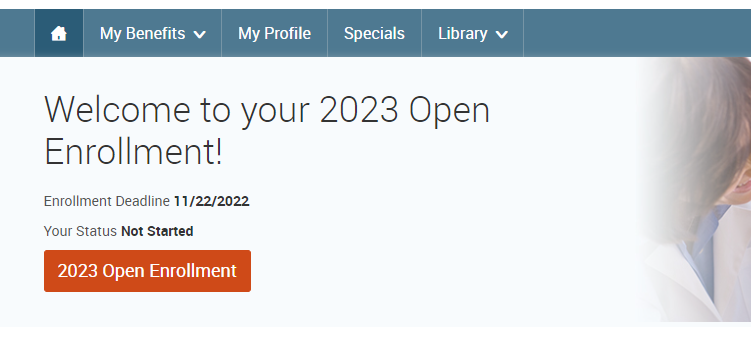 My Benefits My Profile Specials Library
Welcome to your 2023 Open
Enrollment!
Enrollment Deadline 11/22/2022
Your Status Not Started
2023 Open Enrollment